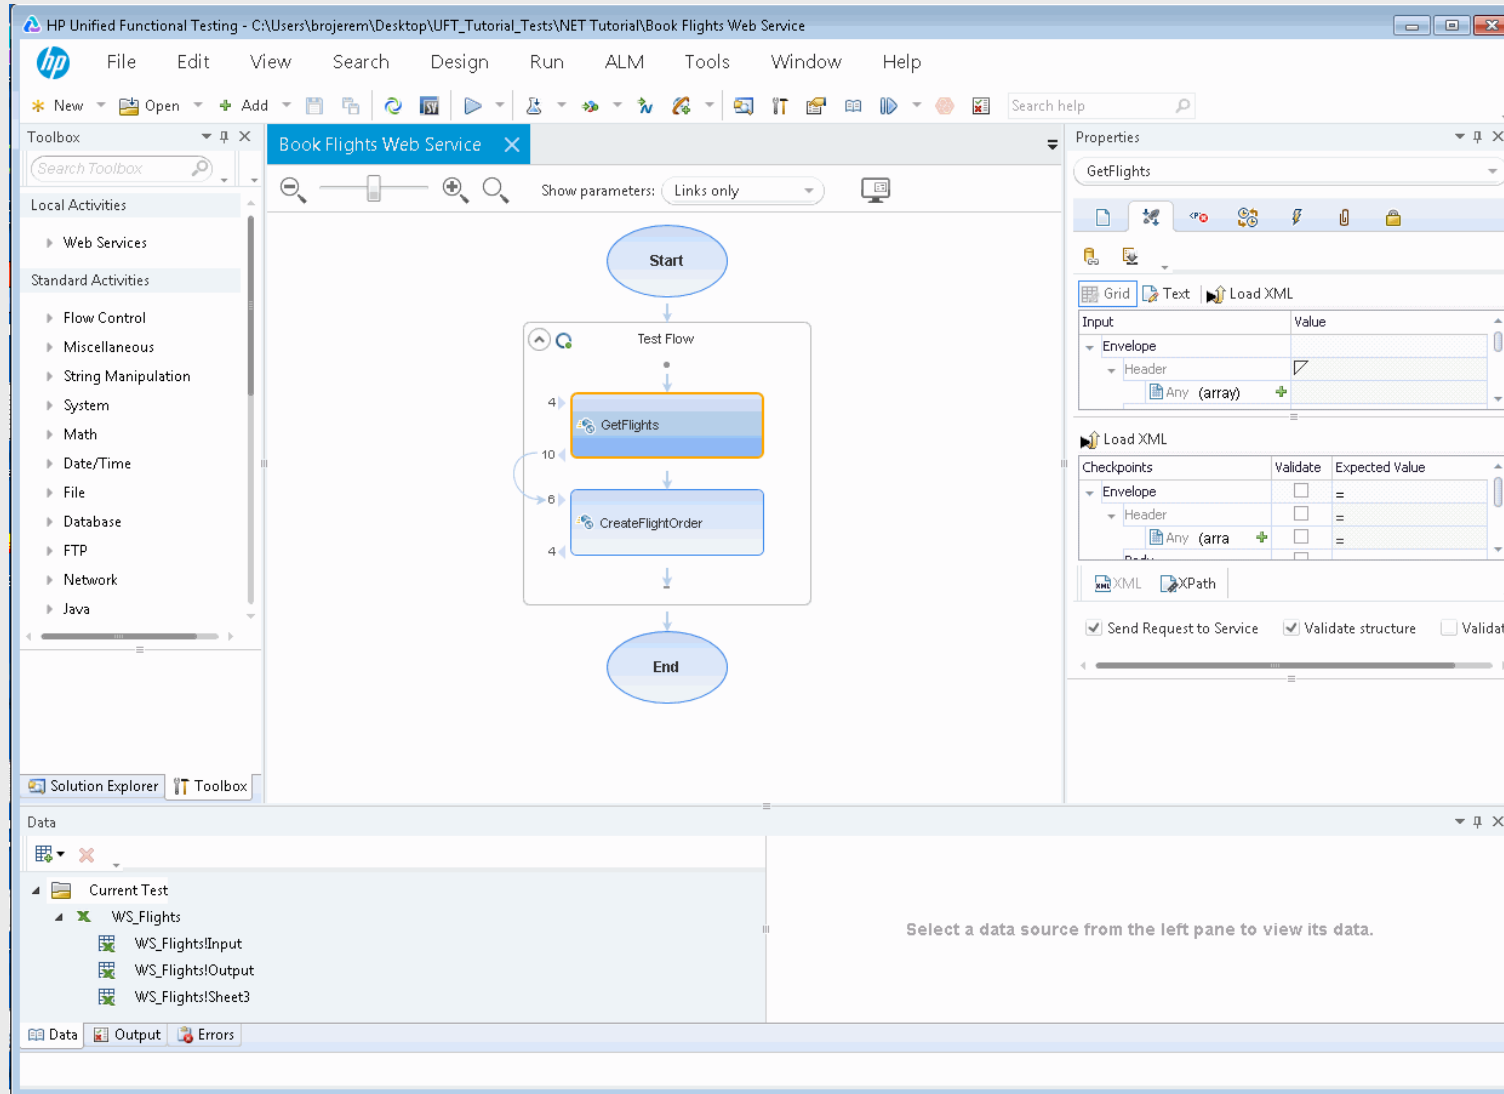 HP Unified Functional Testing - C:\Users\brojerem\Desktop\UFT_Tutorial_Tests\NET Tutorial\Book Flights Web Service
hp File Edit View Search Design Run ALM Tools Window Help
New Open Add Search help
Toolbox
Search Toolbox
Local Activities
Web Services
Standard Activities
Flow Control
Miscellaneous
String Manipulation
System
Math
Date/Time
File
Database
FTP
Network
Java
Solution Explorer Toolbox
Book Flights Web Service
Show parameters: Links only
Start
Test Flow
4
GetFlights
10
6
CreateFlightOrder
4
End
Properties
GetFlights
Grid Text Load XML
Input Value
Envelope
Header
Any (array)
Load XML
Checkpoints Validate Expected Value
Envelope =
Header =
Any (arra =
Body
XML XPath
Send Request to Service Validate structure Validat
Data
Current Test
WS_Flights
WS_Flights!Input
WS_Flights!Output
WS_Flights!Sheet3
Select a data source from the left pane to view its data.
Data Output Errors